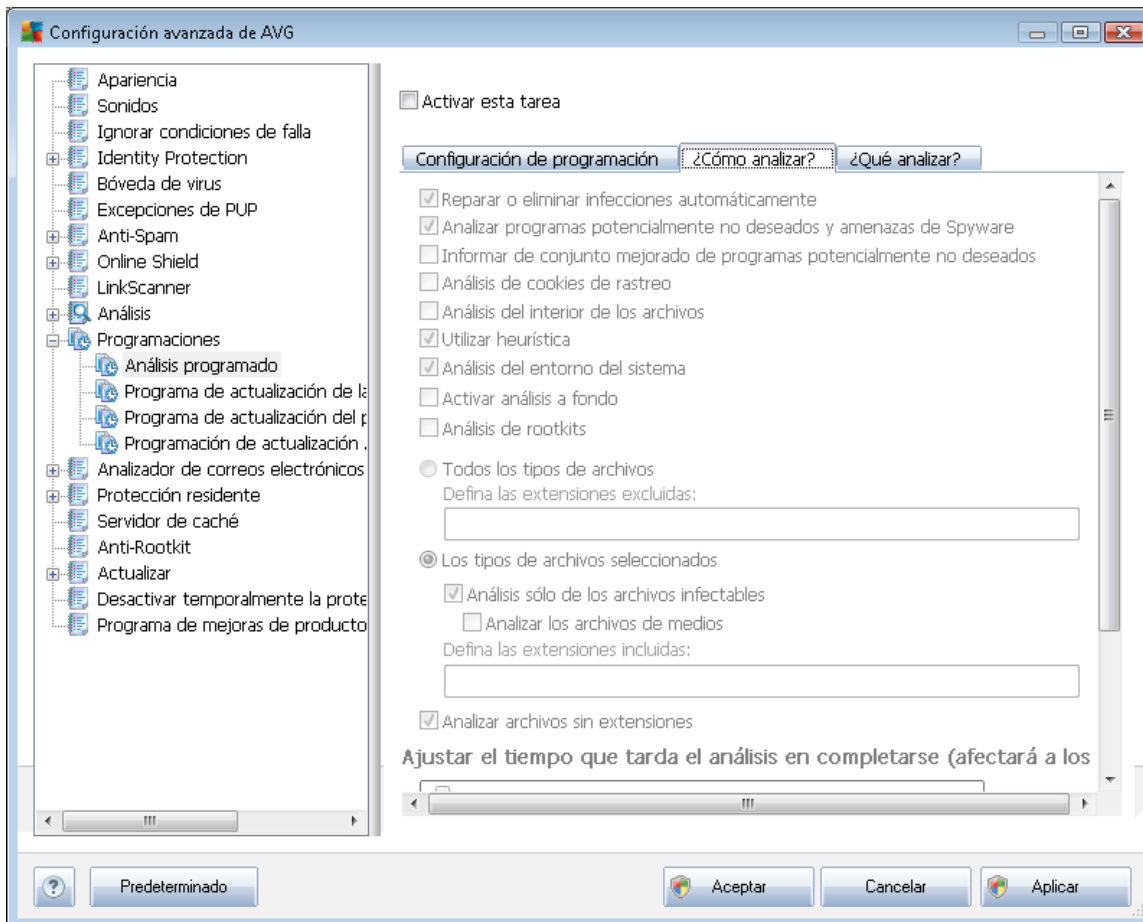 Configuración avanzada de AVG
Apariencia
Sonidos
Ignorar condiciones de falla
Identity Protection
Bóveda de virus
Excepciones de PUP
Anti-Spam
Online Shield
LinkScanner
Análisis
Programaciones
Análisis programado
Programa de actualización de la
Programa de actualización del
Programación de actualización .
Analizador de correos electrónicos
Protección residente
Servidor de caché
Anti-Rootkit
Actualizar
Desactivar temporalmente la prote
Programa de mejoras de producto
Activar esta tarea
Configuración de programación
¿Cómo analizar?
¿Qué analizar?
Reparar o eliminar infecciones automáticamente
Analizar programas potencialmente no deseados y amenazas de Spyware
Informar de conjunto mejorado de programas potencialmente no deseados
Análisis de cookies de rastreo
Análisis del interior de los archivos
Utilizar heurística
Análisis del entorno del sistema
Activar análisis a fondo
Análisis de rootkits
Todos los tipos de archivos
Defina las extensiones excluidas:
Los tipos de archivos seleccionados
Análisis sólo de los archivos infectables
Analizar los archivos de medios
Defina las extensiones incluidas:
Analizar archivos sin extensiones
Ajustar el tiempo que tarda el análisis en completarse (afectará a los
?
Predeterminado
Aceptar
Cancelar
Aplicar